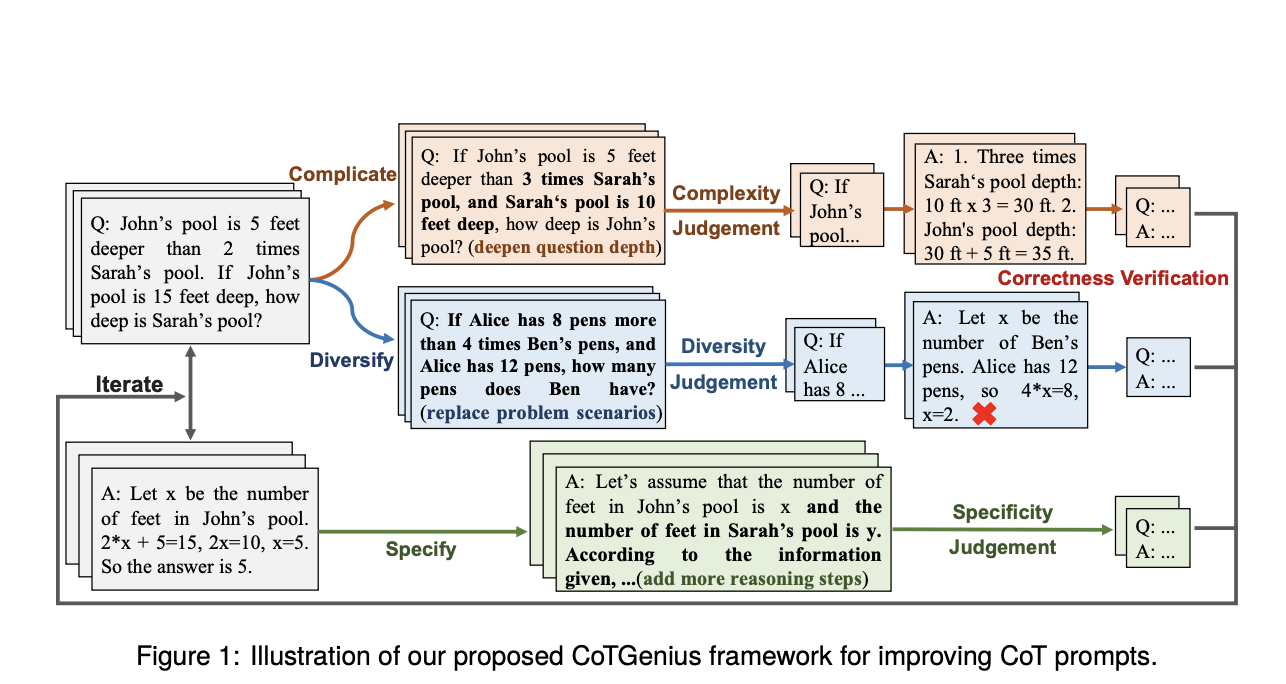 Q: John's pool is 5 feet
deeper than 2 times
Sarah's pool. If John's
pool is 15 feet deep, how
deep is Sarah's pool?
Iterate
A: Let x be the number
of feet in John's pool.
2*x + 5=15, 2x=10, x=5.
So the answer is 5.
Complicate
Q: If John's pool is 5 feet
deeper than 3 times Sarah's
pool, and Sarah‘s pool is 10
feet deep, how deep is John's
pool? (deepen question depth)
Complexity
Judgement
Q: If
John's
pool...
A: 1. Three times
Sarah‘s pool depth:
10 ft x 3 = 30 ft. 2.
John's pool depth:
30 ft + 5 ft = 35 ft.
Q: ...
A: ...
Correctness Verification
Diversify
Q: If Alice has 8 pens more
than 4 times Ben's pens, and
Alice has 12 pens, how many
pens does Ben have?
(replace problem scenarios)
Diversity
Judgement
Q: If
Alice
has 8 ...
A: Let x be the
number of Ben's
pens. Alice has 12
pens, so 4*x=8,
x=2.
Q: ...
A: ...
Specify
A: Let's assume that the number of
feet in John's pool is x and the
number of feet in Sarah's pool is y.
According to the information
given, ...(add more reasoning steps)
Specificity
Judgement
Q: ...
A: ...
Figure 1: Illustration of our proposed CoTGenius framework for improving CoT prompts.